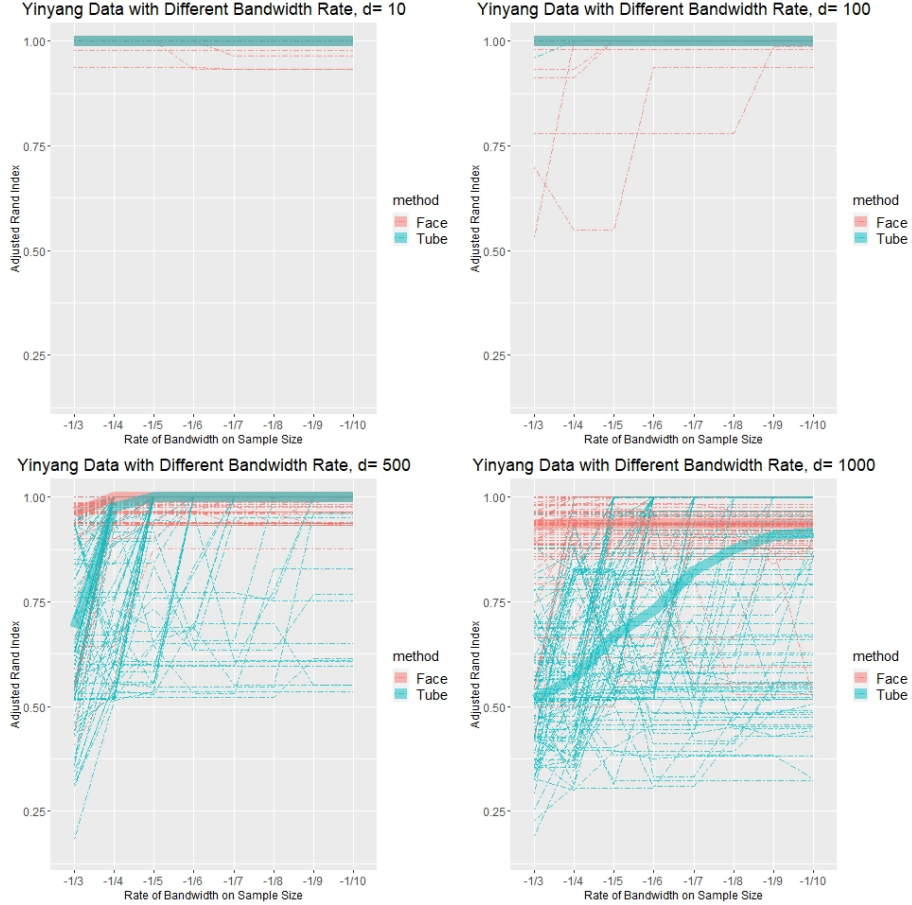 Yinyang Data with Different Bandwidth Rate, d= 10
1.00
0.75
0.50
0.25
Adjusted Rand Index
-1/3 -1/4 -1/5 -1/6 -1/7 -1/8 -1/9 -1/10
Rate of Bandwidth on Sample Size
method
Face
Tube
Yinyang Data with Different Bandwidth Rate, d= 100
1.00
0.75
0.50
0.25
Adjusted Rand Index
-1/3 -1/4 -1/5 -1/6 -1/7 -1/8 -1/9 -1/10
Rate of Bandwidth on Sample Size
method
Face
Tube
Yinyang Data with Different Bandwidth Rate, d= 500
1.00
0.75
0.50
0.25
Adjusted Rand Index
-1/3 -1/4 -1/5 -1/6 -1/7 -1/8 -1/9 -1/10
Rate of Bandwidth on Sample Size
method
Face
Tube
Yinyang Data with Different Bandwidth Rate, d= 1000
1.00
0.75
0.50
0.25
Adjusted Rand Index
-1/3 -1/4 -1/5 -1/6 -1/7 -1/8 -1/9 -1/10
Rate of Bandwidth on Sample Size
method
Face
Tube